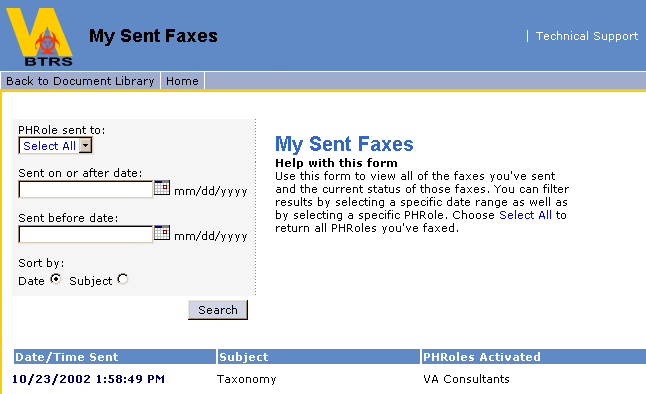 VA
BTRS
My Sent Faxes
| Technical Support
Back to Document Library | Home
PHRole sent to:
Select All
Sent on or after date:
mm/dd/yyyy
Sent before date:
mm/dd/yyyy
Sort by:
Date Subject
Search
My Sent Faxes
Help with this form
Use this form to view all of the faxes you've sent
and the current status of those faxes. You can filter
results by selecting a specific date range as well as
by selecting a specific PHRole. Choose Select All to
return all PHRoles you've faxed.
Date/Time Sent Subject PHRoles Activated
10/23/2002 1:58:49 PM Taxonomy VA Consultants